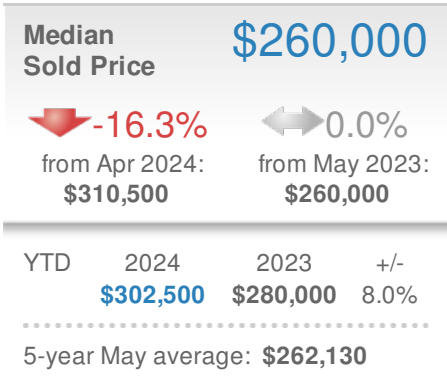 Median $260,000
Sold Price
-16.3% 0.0%
from Apr 2024: from May 2023:
$310,500 $260,000
YTD 2024 2023 +/-
$302,500 $280,000 8.0%
5-year May average: $262,130